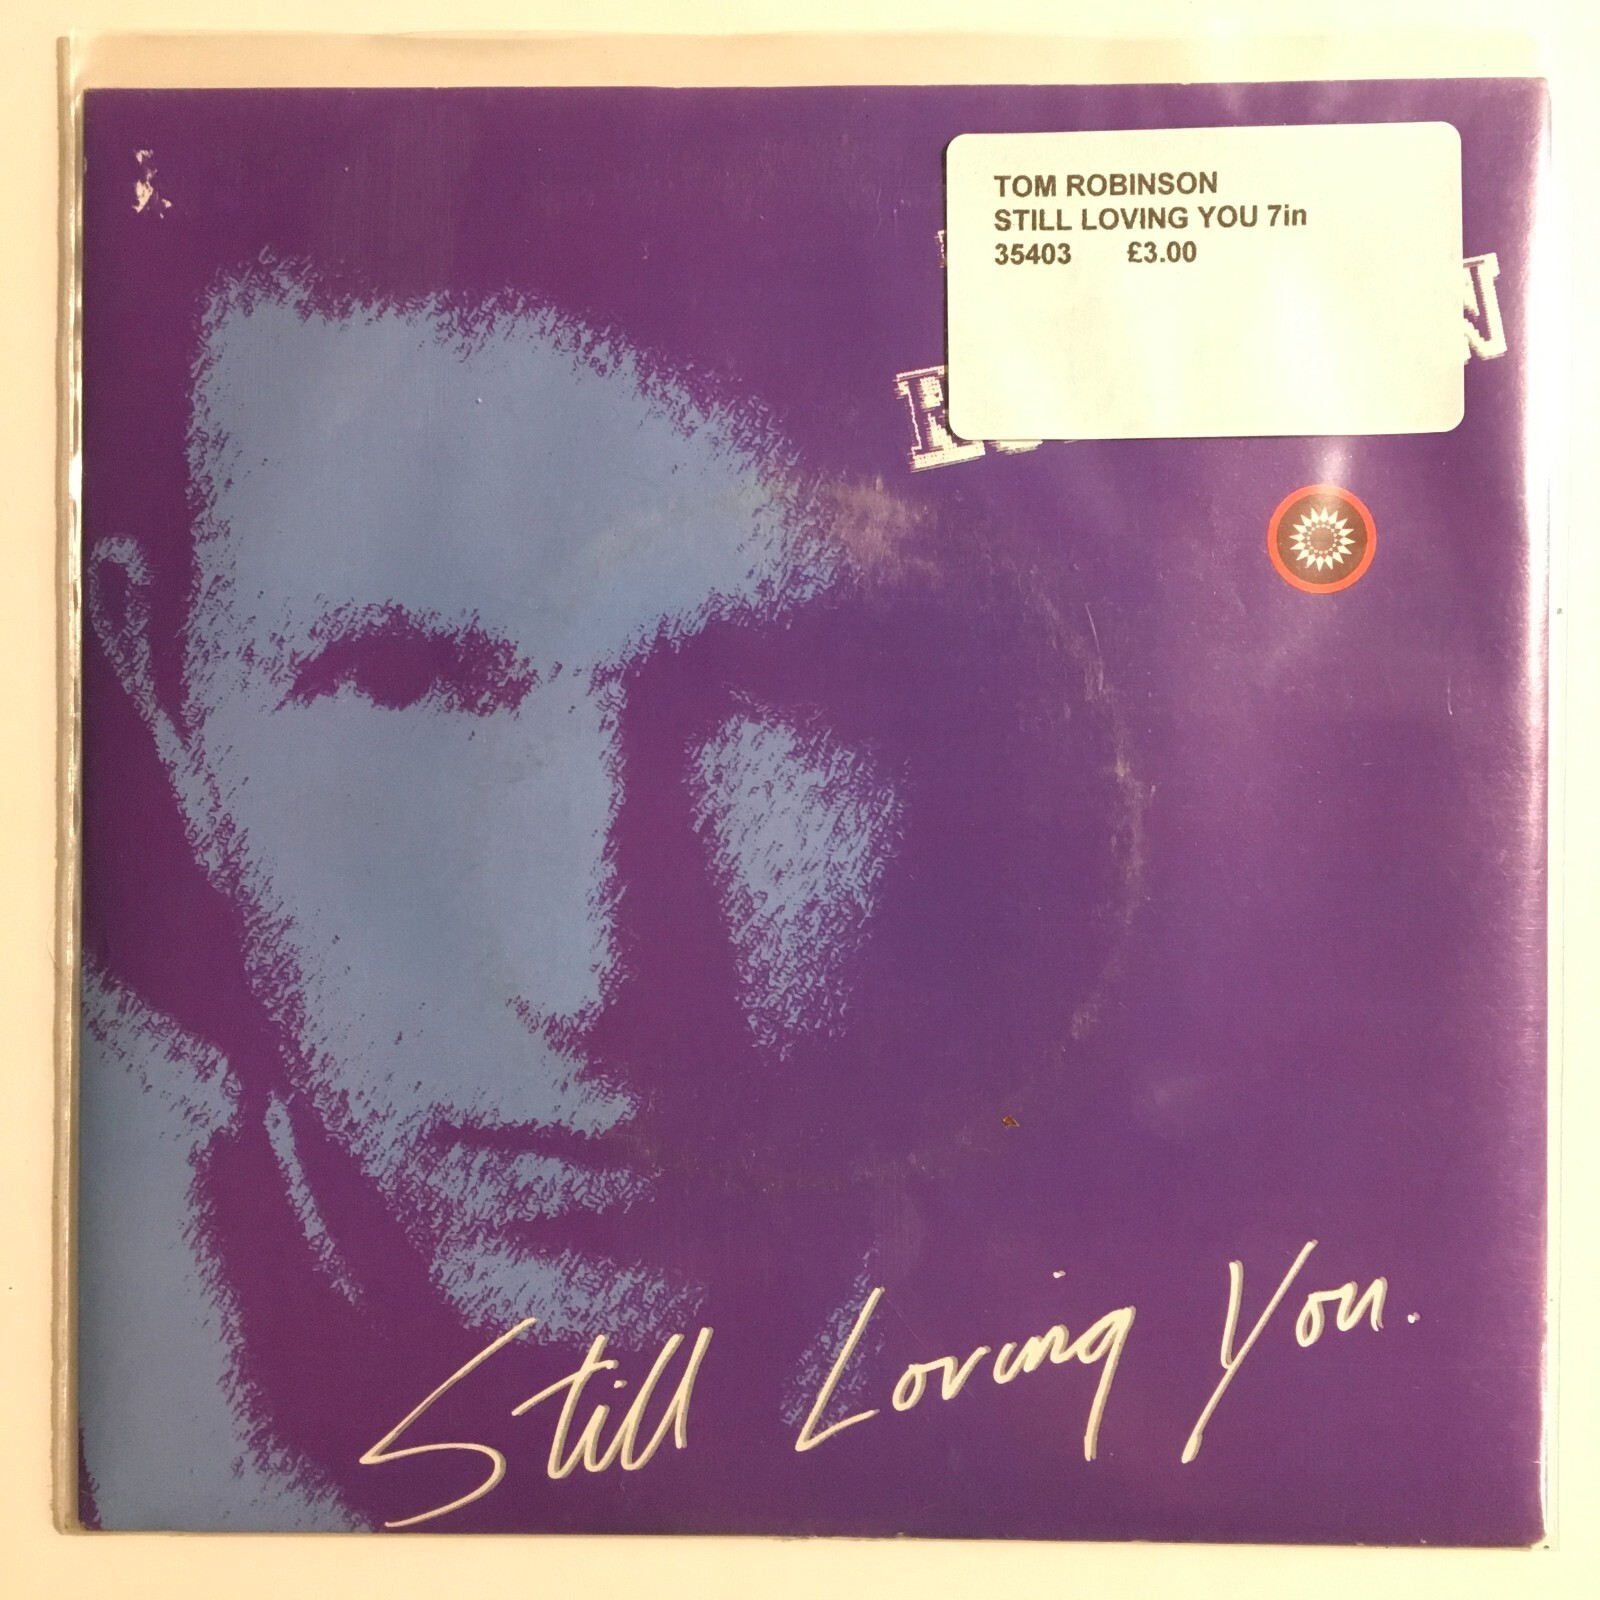 TOM ROBINSON
STILL LOVING YOU 7in
35403 £3.00
Still Loving You.